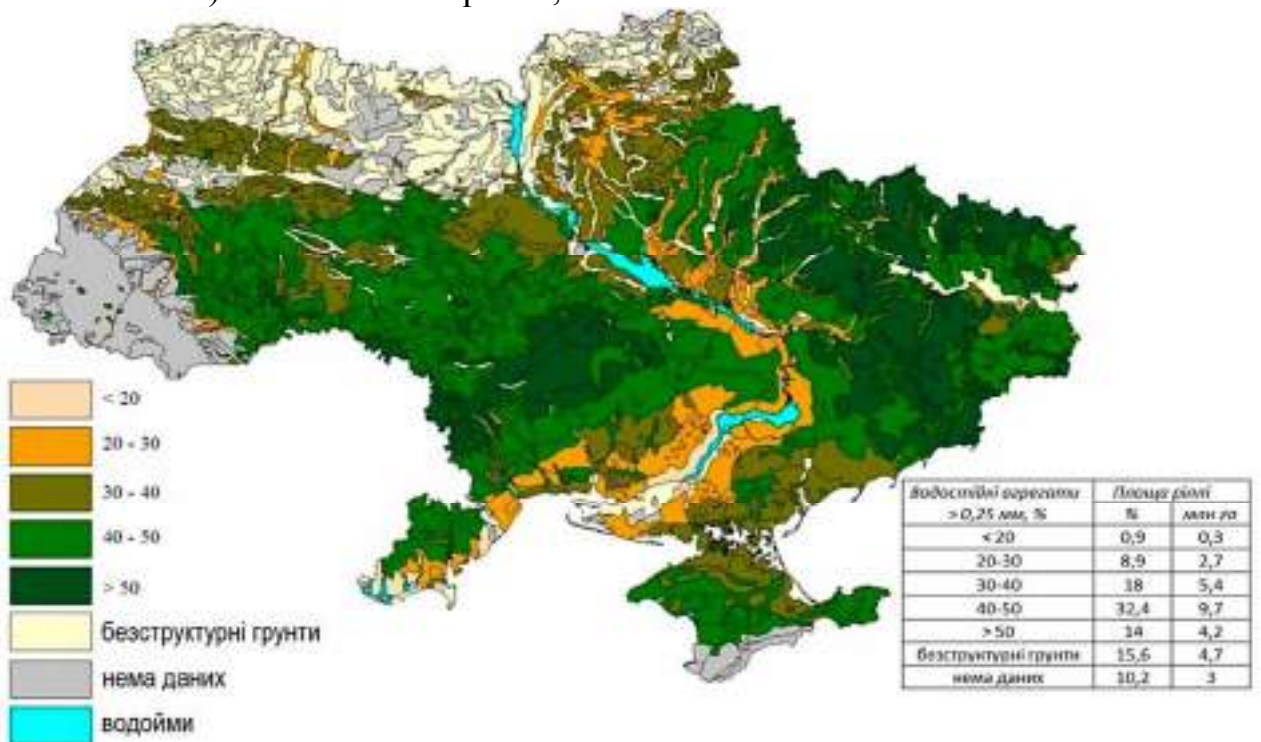 < 20
20 - 30
30 - 40
40 - 50
> 50
безструктурні грунти
нема даних
водойми
Водостійкі агрегати > 0,25 мм, % Площа ріллі
% млн га
< 20 0,9 0,3
20-30 8,9 2,7
30-40 18 5,4
40-50 32,4 9,7
> 50 14 4,2
безструктурні грунти 15,6 4,7
нема даних 10,2 3